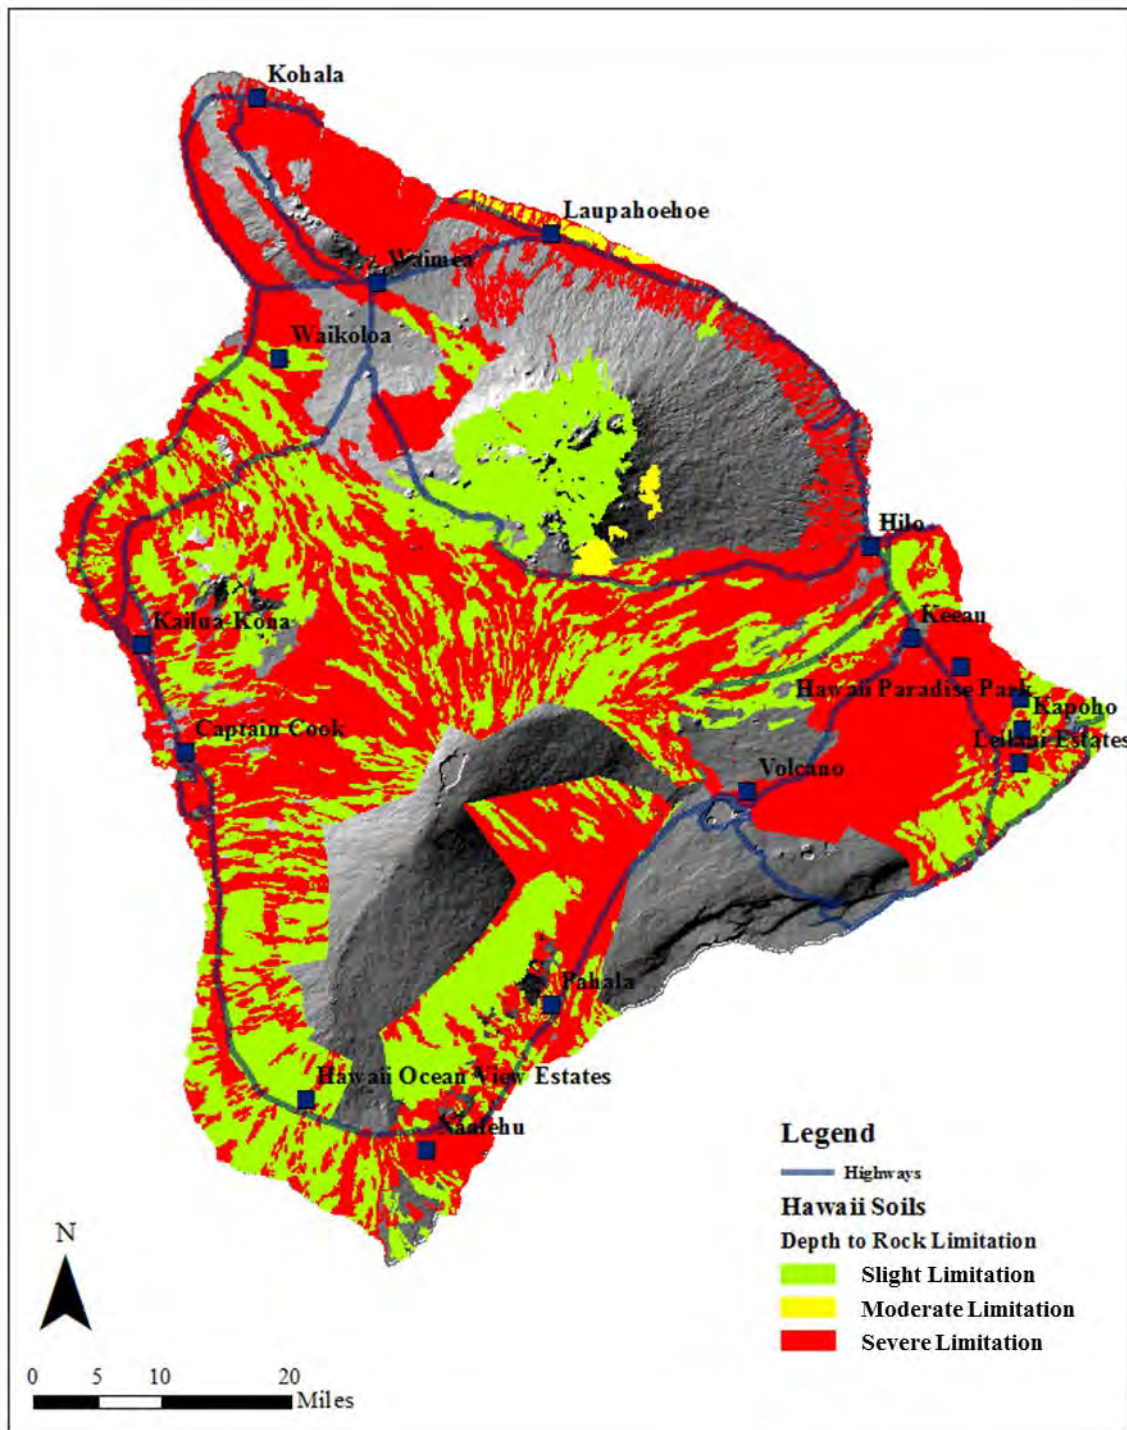 Kohala
Laupahoehoe
Waimea
Waikoloa
Hilo
Kailua-Kona
Keeau
Hawaii Paradise Park
Kapoho
Captain Cook
Leilani Estates
Volcano
Pahala
Hawaii Ocean View Estates
Naalehu
Legend
Highways
Hawaii Soils
Depth to Rock Limitation
Slight Limitation
Moderate Limitation
Severe Limitation
N
0 5 10 20
Miles